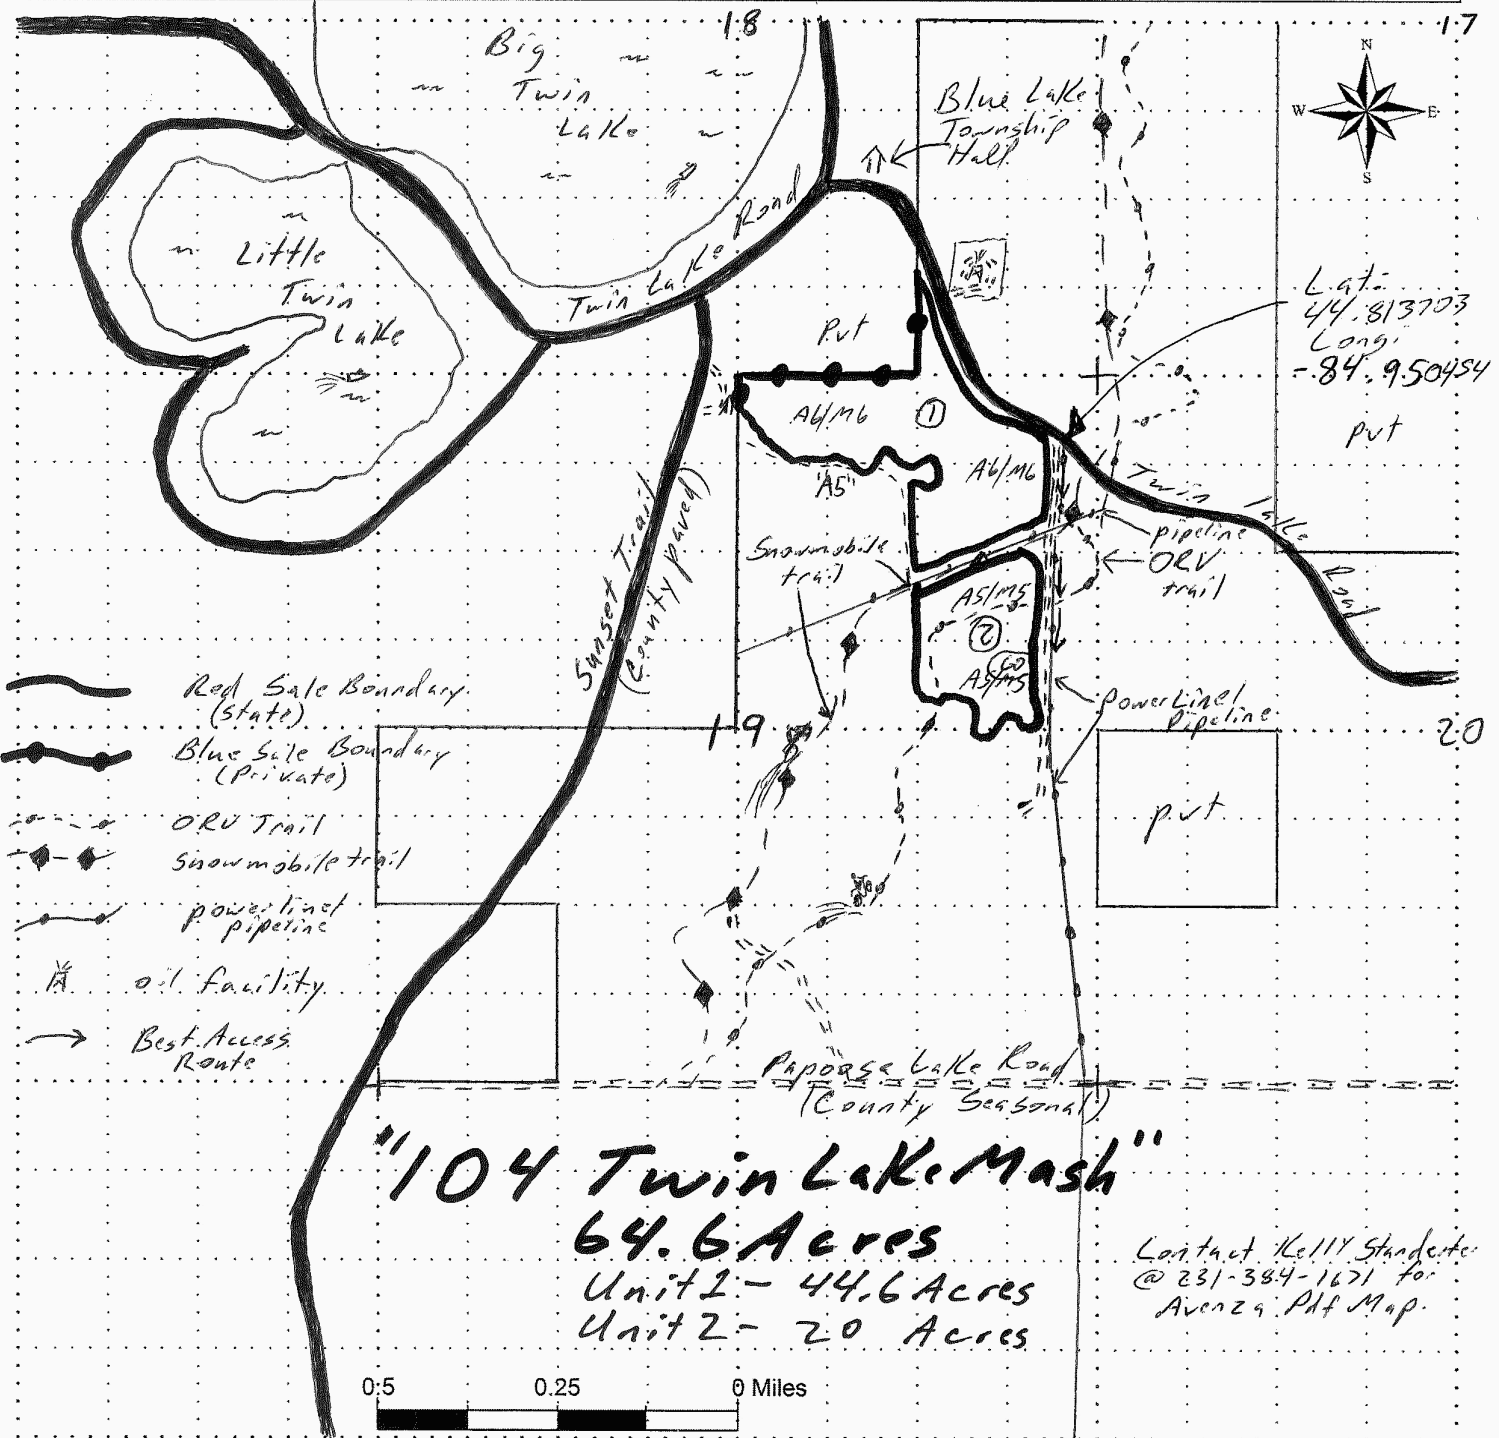 18
17
Big
Twin
Lake
N
W E
S
Blue Lake
Township
Hall
Twin Lake Road
Little
Twin
Lake
Lat:
44.813703
Long:
-84.950454
Pvt
Pvt
A6/M6
1
"A5"
A6/M6
Twin Lake Road
pipeline
ORV
trail
Snowmobile
trail
A5/M5
2
A5/M5
Sunset Trail
(County paved)
Powerline/
Pipeline
19
20
pvt
Red Sale Boundary
(State)
Blue Sale Boundary
(Private)
ORV Trail
Snowmobile trail
powerline/
pipeline
oil facility
Best Access
Route
Papoose Lake Road
(County Seasonal)
"104 Twin Lake Mash"
64.6 Acres
Unit 1 - 44.6 Acres
Unit 2 - 20 Acres
Contact Kelly
@ 231-384-1671 for
Avenza Pdf Map.
0:5 0.25 0 Miles